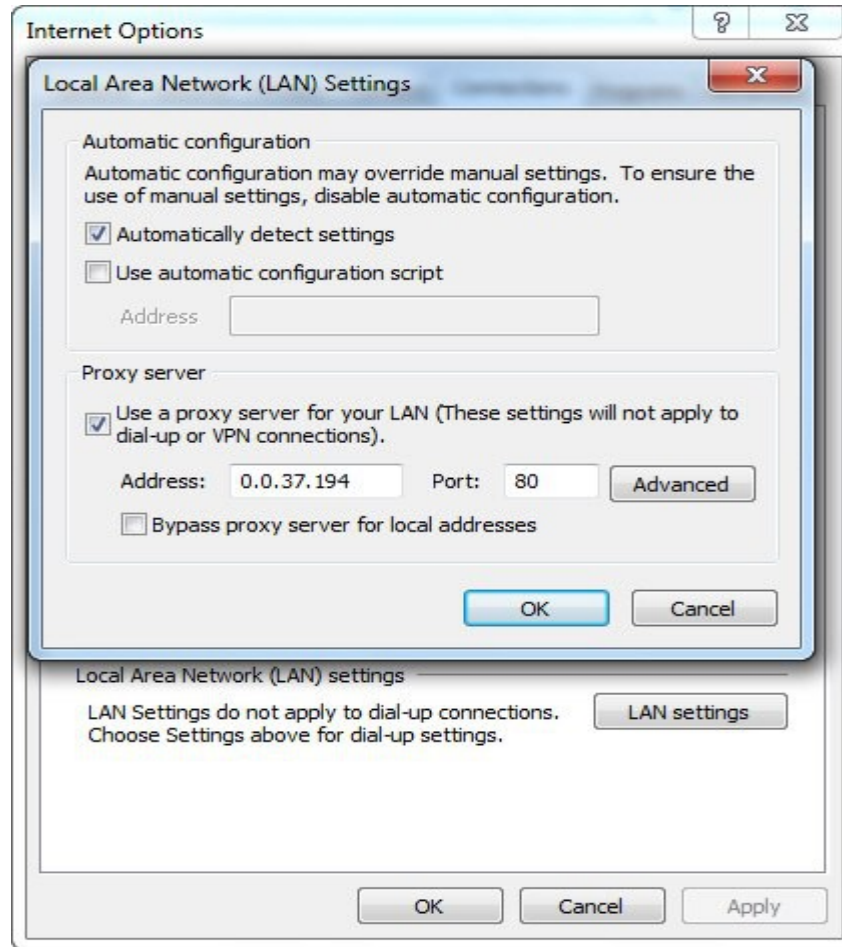 Internet Options
Local Area Network (LAN) Settings
Automatic configuration
Automatic configuration may override manual settings. To ensure the
use of manual settings, disable automatic configuration.
Automatically detect settings
Use automatic configuration script
Address
Proxy server
Use a proxy server for your LAN (These settings will not apply to
dial-up or VPN connections).
Address: 0.0.37.194 Port: 80 Advanced
Bypass proxy server for local addresses
OK Cancel
Local Area Network (LAN) settings
LAN Settings do not apply to dial-up connections. LAN settings
Choose Settings above for dial-up settings.
OK Cancel Apply